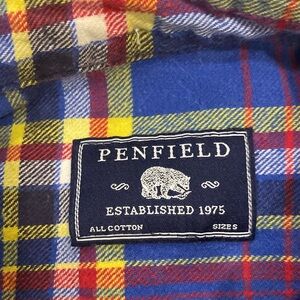 PENFIELD
ESTABLISHED 1975
ALL COTTON SIZE S